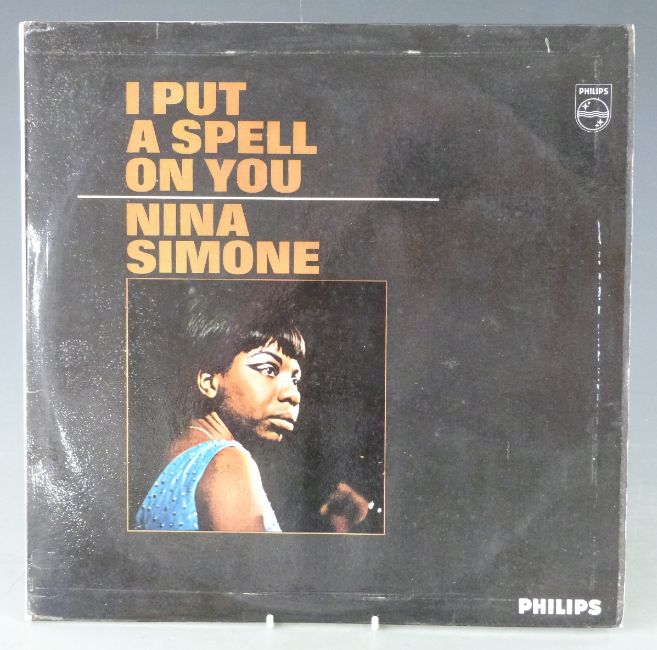 I PUT
A SPELL
ON YOU
NINA
SIMONE
PHILIPS
PHILIPS